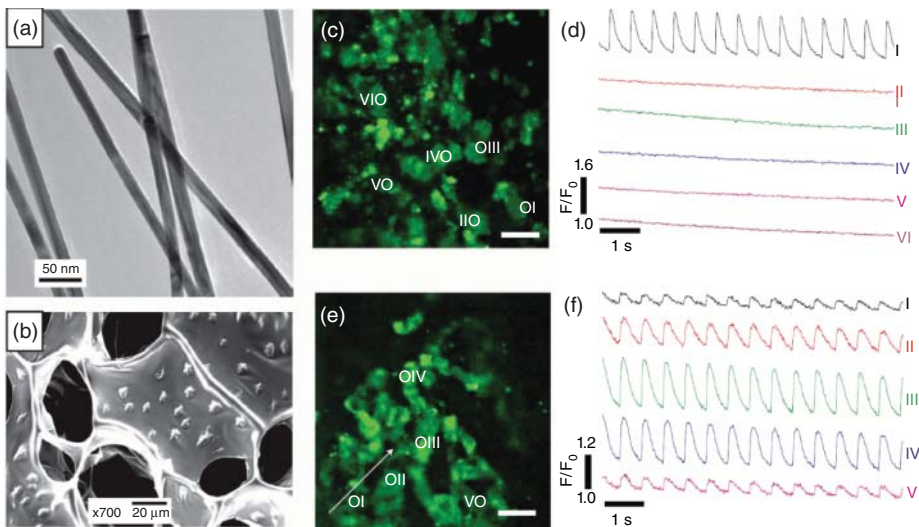 (a)
50 nm
(b)
x700 20 μm
(c)
VIO
OIII
IVO
VO
OI
IIO
(d)
I
II
III
IV
V
VI
1.6
F/F0
1.0
1 s
(e)
OIV
OIII
OII
OI
VO
(f)
I
II
III
IV
V
1.2
F/F0
1.0
1 s